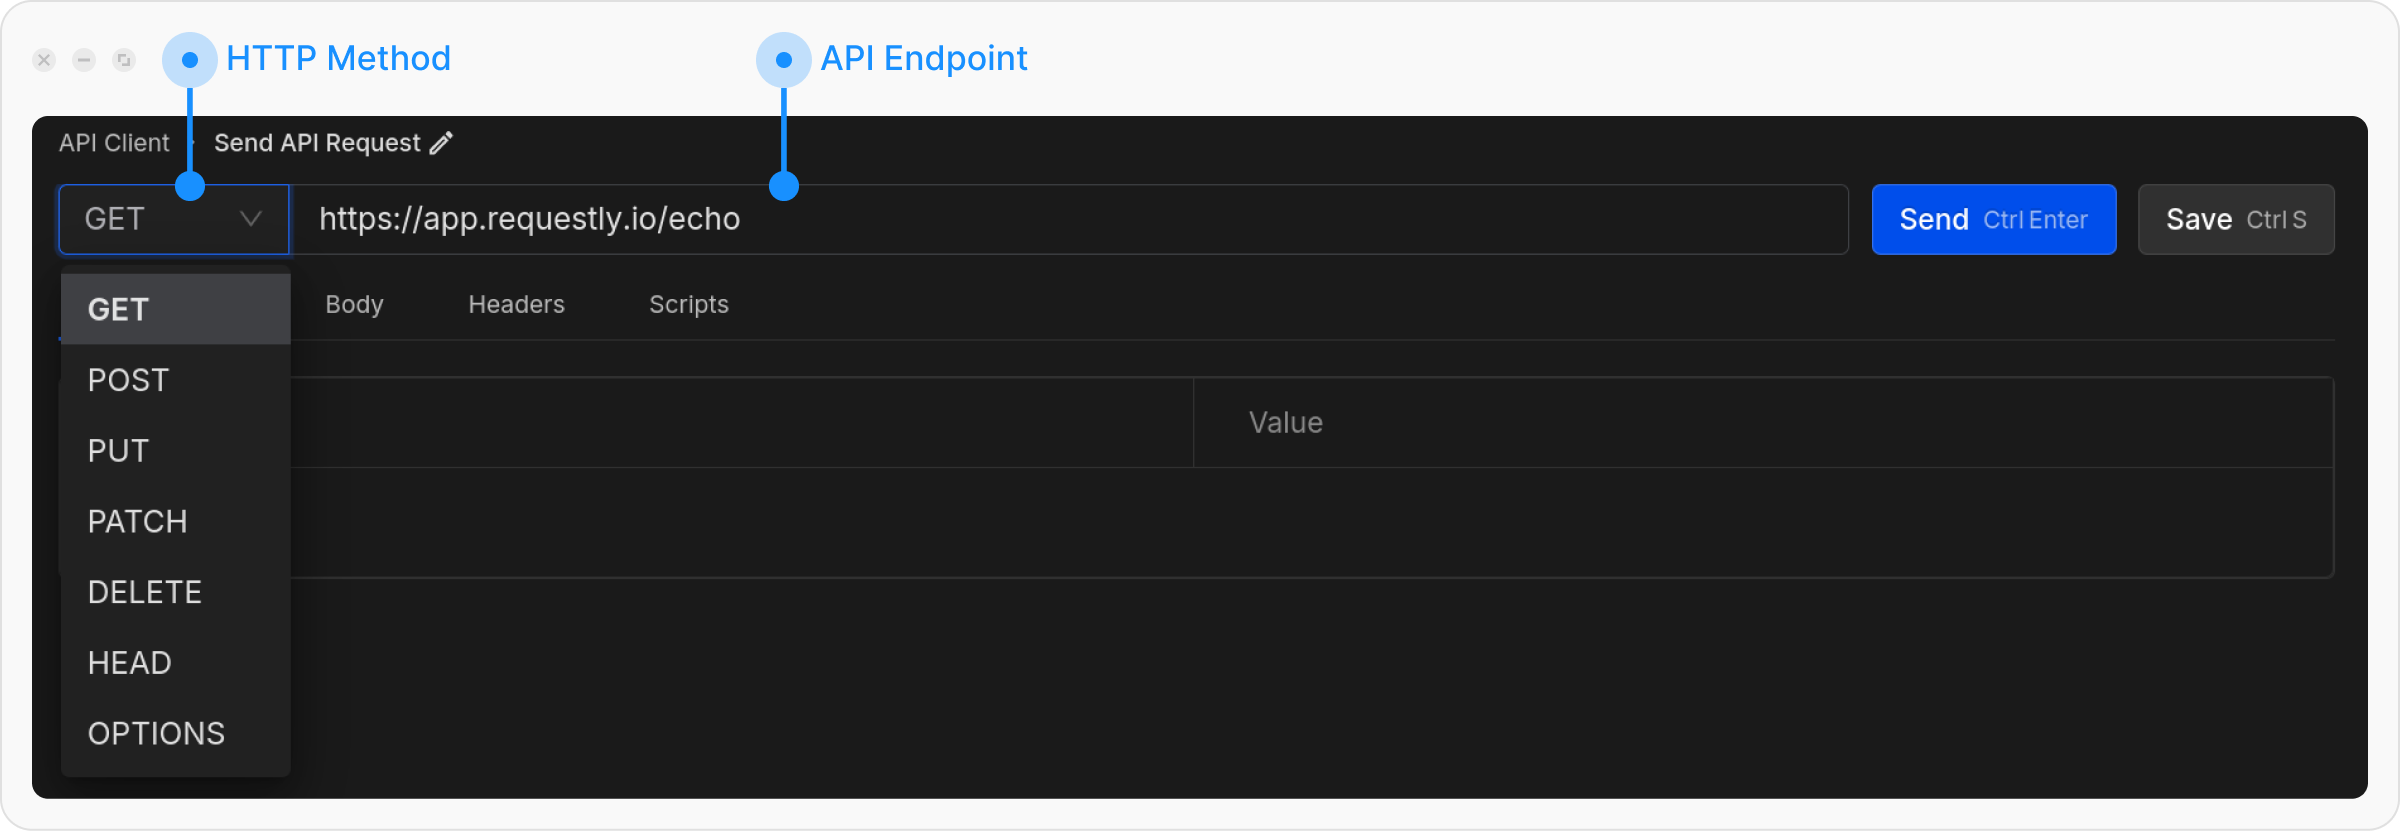 HTTP Method
API Endpoint
API Client
Send API Request
GET
https://app.requestly.io/echo
Send Ctrl Enter
Save Ctrl S
GET
Body
Headers
Scripts
POST
Value
PUT
PATCH
DELETE
HEAD
OPTIONS